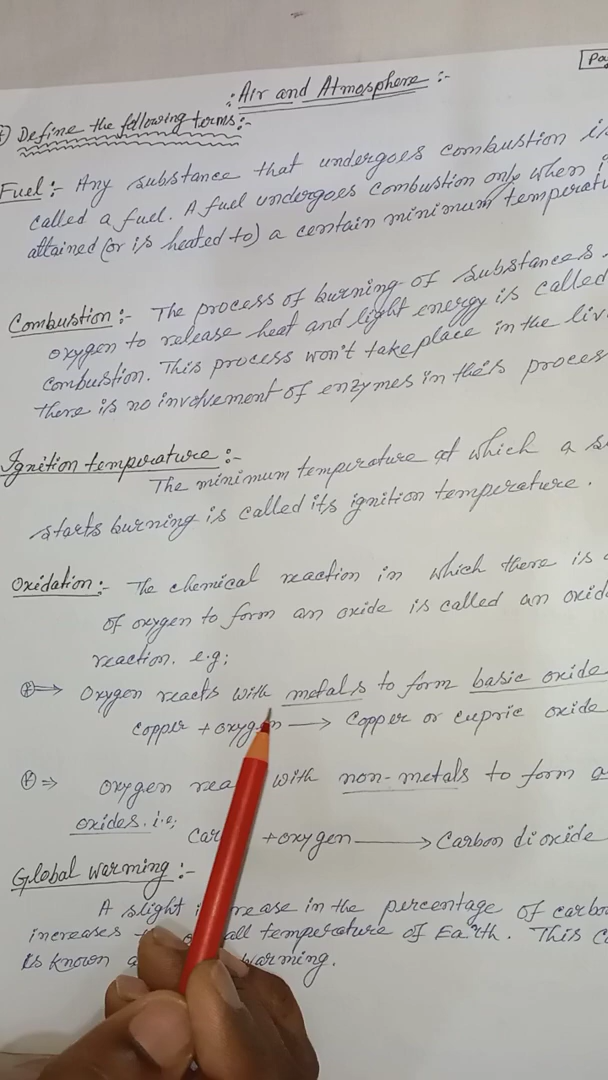 Pa
:Air and Atmosphere:-
Define the following terms:-
Fuel:- Any substance that undergoes combustion is
called a fuel. A fuel undergoes combustion only when i
attained (or is heated to) a certain minimum temperatu
Combustion:- The process of burning of substances
oxygen to release heat and light energy is called
combustion. This process won't take place in the liv
there is no involvement of enzymes in this process
Ignition temperature:-
The minimum temperature at which a s
starts burning is called its ignition temperature.
Oxidation:- The chemical reaction in which there is a
of oxygen to form an oxide is called an oxid
reaction. e.g;
⇒ Oxygen reacts with metals to form basic oxide
Copper + oxygen → Copper or cupric oxide
⇒ Oxygen rea with non-metals to form a
oxides. i.e;
Car + oxygen → Carbon dioxide
Global warming:-
A slight increase in the percentage of carbo
increases all temperature of Earth. This c
is known a warming.